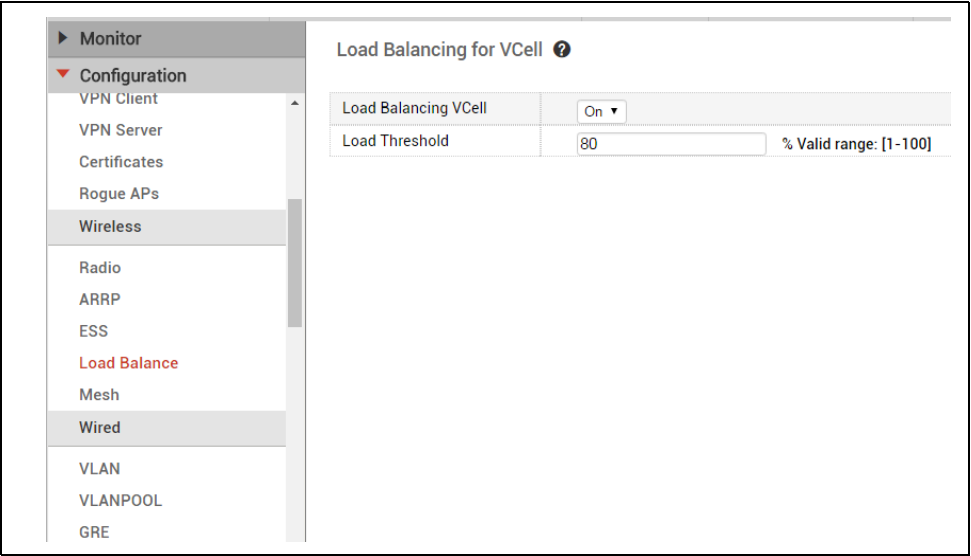 Monitor
Configuration
VPN Client
VPN Server
Certificates
Rogue APs
Wireless
Radio
ARRP
ESS
Load Balance
Mesh
Wired
VLAN
VLANPOOL
GRE
Load Balancing for VCell ?
Load Balancing VCell On
Load Threshold 80 % Valid range: [1-100]